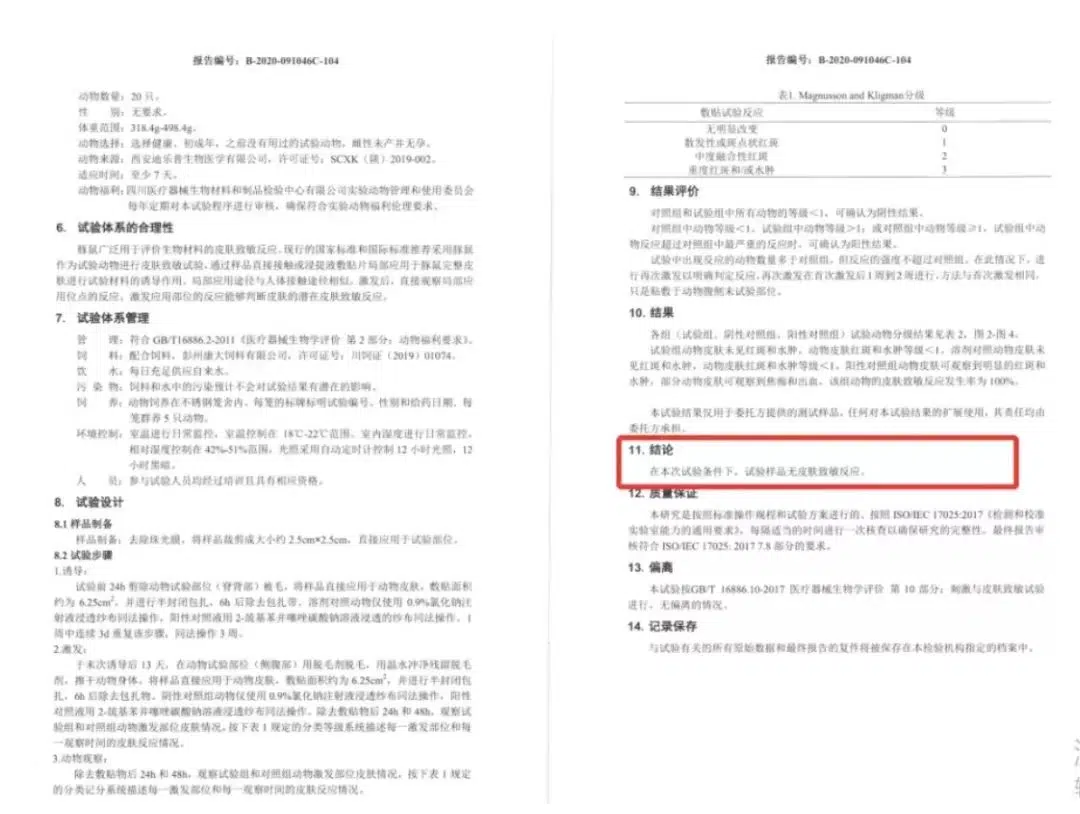 报告编号：B-2020-091046C-104
动物数量：20 只。
性　　别：无要求。
体重范围：318.4g-498.4g。
动物选择：选择健康、初成年，之前没有用过的试验动物，雌性未产并无孕。
动物来源：西安迪乐普生物医学有限公司，许可证号：SCXK（陕）2019-002。
适应时间：至少 7 天。
动物福利：四川医疗器械生物材料和制品检验中心有限公司实验动物管理和使用委员会
每年定期对本试验程序进行审核，确保符合实验动物福利伦理要求。
6. 试验体系的合理性
豚鼠广泛用于评价生物材料的皮肤致敏反应。现行的国家标准和国际标准推荐采用豚鼠
作为试验动物进行皮肤致敏试验。通过样品直接接触或浸提液敷贴片局部应用于豚鼠完整皮
肤进行试验材料的诱导作用。局部应用途径与人体接触途径相似。激发后，直接观察局部应
用位点的反应。激发应用部位的反应能够判断皮肤的潜在皮肤致敏反应。
7. 试验体系管理
管　　理：符合 GB/T16886.2-2011《医疗器械生物学评价 第 2 部分：动物福利要求》。
饲　　料：配合饲料，彭州康大饲料有限公司，许可证号：川饲证（2019）01074。
饮　　水：每日充足供应自来水。
污 染 物：饲料和水中的污染预计不会对试验结果有潜在的影响。
饲　　养：动物饲养在不锈钢笼舍内，每笼的标牌标明试验编号、性别和给药日期。每
笼群养 5 只动物。
环境控制：室温进行日常监控，室温控制在 18℃-22℃范围。室内湿度进行日常监控，
相对湿度控制在 42%-51%范围，光照采用自动定时计控制 12 小时光照，12
小时黑暗。
人　　员：参与试验人员均经过培训且具有相应资格。
8. 试验设计
8.1 样品制备
样品制备：去除珠光膜，将样品裁剪成大小约 2.5cm×2.5cm，直接应用于试验部位。
8.2 试验步骤
1.诱导：
试验前 24h 剪除动物试验部位（脊背部）被毛，将样品直接应用于动物皮肤，敷贴面积
约为 6.25cm²，并进行半封闭包扎，6h 后除去包扎带。溶剂对照动物仅使用 0.9%氯化钠注
射液浸透纱布同法操作，阳性对照液用 2-巯基苯并噻唑碳酸钠溶液浸透的纱布同法操作。1
周中连续 3d 重复该步骤，同法操作 3 周。
2.激发：
于末次诱导后 13 天，在动物试验部位（侧腹部）用脱毛剂脱毛，用温水冲净残留脱毛
剂，擦干动物身体。将样品直接应用于动物皮肤，敷贴面积约为 6.25cm²，并进行半封闭包
扎，6h 后除去包扎物。阴性对照组动物仅使用 0.9%氯化钠注射液浸透纱布同法操作，阳性
对照液用 2-巯基苯并噻唑碳酸钠溶液浸透纱布同法操作。除去敷贴物后 24h 和 48h，观察试
验组和对照组动物激发部位皮肤情况。按下表 1 规定的分类等级系统描述每一激发部位和每
一观察时间的皮肤反应情况。
3.动物观察：
除去敷贴物后 24h 和 48h，观察试验组和对照组动物激发部位皮肤情况，按下表 1 规定
的分类记分系统描述每一激发部位和每一观察时间的皮肤反应情况。
报告编号：B-2020-091046C-104
表1. Magnusson and Kligman分级
敷贴试验反应　等级
无明显改变　0
散发性或斑点状红斑　1
中度融合性红斑　2
重度红斑和/或水肿　3
9. 结果评价
对照组和试验组中所有动物的等级＜1，可确认为阴性结果。
对照组中动物等级＜1，试验组中动物等级≥1；或对照组中动物等级≥1，试验组中动
物反应超过对照组中最严重的反应时，可确认为阳性结果。
试验中出现反应的动物数量多于对照组，但反应的强度不超过对照组。在此情况下，进
行再次激发以明确判定反应，再次激发在首次激发后 1 周到 2 周进行，方法与首次激发相同，
只是贴敷于动物腹侧未试验部位。
10. 结果
各组（试验组、阴性对照组、阳性对照组）试验动物分级结果见表 2、图 2-图 4。
试验组动物皮肤未见红斑和水肿，动物皮肤红斑和水肿等级＜1。溶剂对照动物皮肤未
见红斑和水肿，动物皮肤红斑和水肿等级＜1。阳性对照动物皮肤可观察到明显的红斑和
水肿，部分动物皮肤可观察到焦痂和出血。该组动物的皮肤致敏反应发生率为 100%。
本试验结果仅用于委托方提供的测试样品，任何对本试验结果的扩展使用，其责任均由
委托方承担。
11. 结论
在本次试验条件下，试验样品无皮肤致敏反应。
12. 质量保证
本研究是按照标准操作规程和试验方案进行的。按照 ISO/IEC 17025:2017《检测和校准
实验室能力的通用要求》，每隔适当的时间进行一次核查以确保研究的完整性。最终报告审
核符合 ISO/IEC 17025: 2017 7.8 部分的要求。
13. 偏离
本试验按GB/T 16886.10-2017 医疗器械生物学评价 第 10 部分：刺激与皮肤致敏试验
进行。无偏离的情况。
14. 记录保存
与试验有关的所有原始数据和最终报告的复件将被保存在本检验机构指定的档案中。